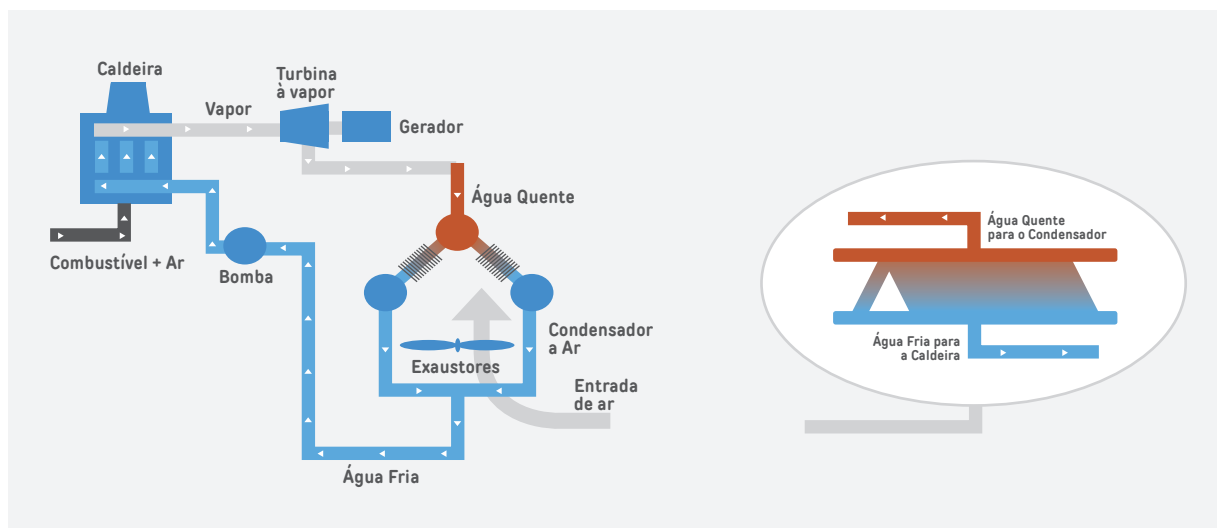 Caldeira
Turbina
à vapor
Vapor
Gerador
Água Quente
Combustível + Ar
Bomba
Condensador
a Ar
Exaustores
Entrada
de ar
Água Fria
Água Quente
para o Condensador
Água Fria para
a Caldeira